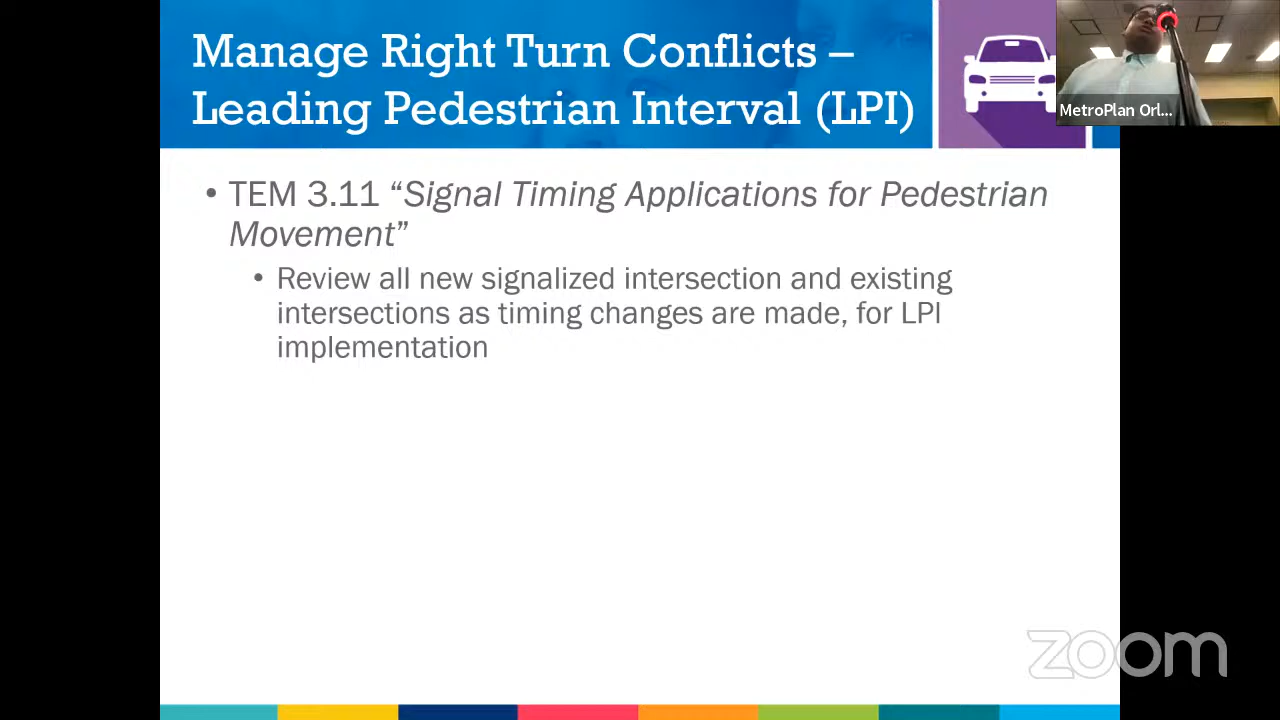 Manage Right Turn Conflicts –
Leading Pedestrian Interval (LPI)
MetroPlan Orl...
• TEM 3.11 “Signal Timing Applications for Pedestrian
Movement”
• Review all new signalized intersection and existing
intersections as timing changes are made, for LPI
implementation
zoom